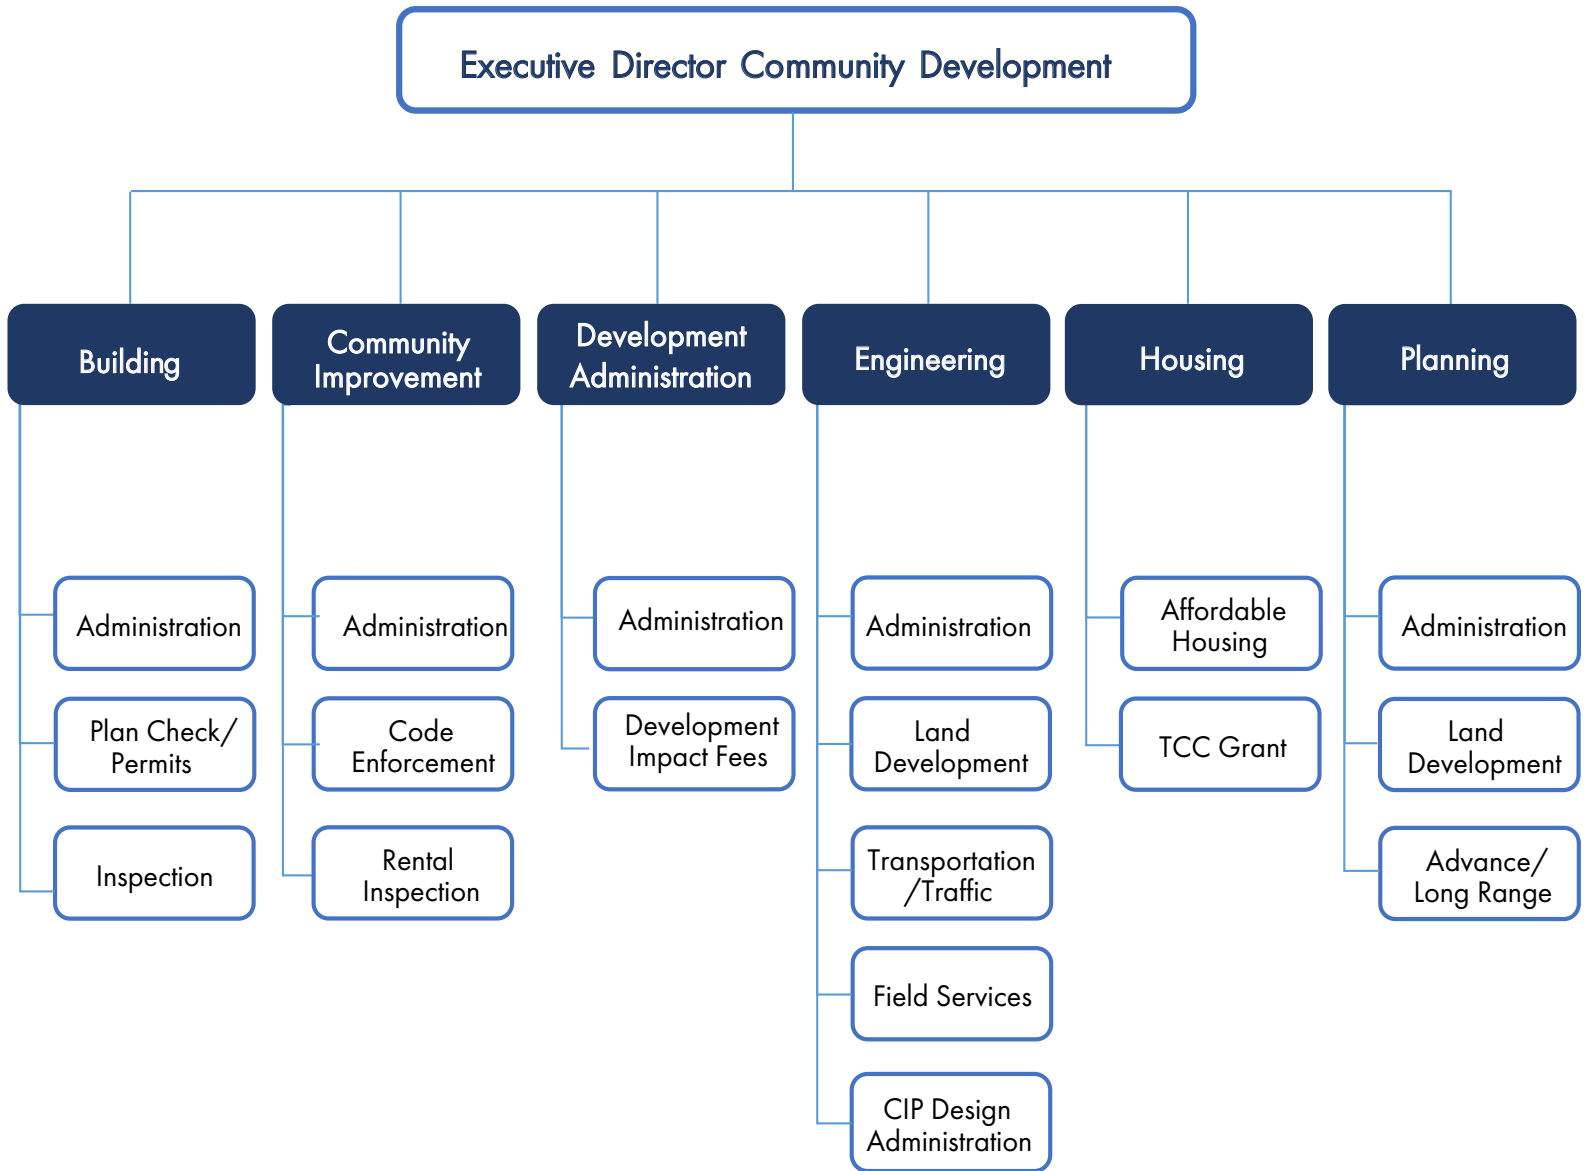 Executive Director Community Development
Building
Community
Improvement
Development
Administration
Engineering
Housing
Planning
Administration
Plan Check/
Permits
Inspection
Administration
Code
Enforcement
Rental
Inspection
Administration
Development
Impact Fees
Administration
Land
Development
Transportation
/Traffic
Field Services
CIP Design
Administration
Affordable
Housing
TCC Grant
Administration
Land
Development
Advance/
Long Range